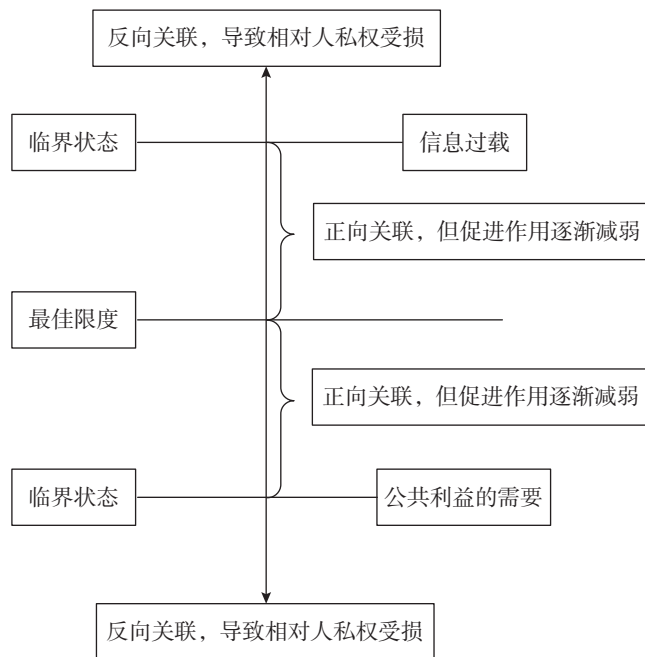 反向关联，导致相对人私权受损
临界状态
信息过载
正向关联，但促进作用逐渐减弱
最佳限度
正向关联，但促进作用逐渐减弱
临界状态
公共利益的需要
反向关联，导致相对人私权受损